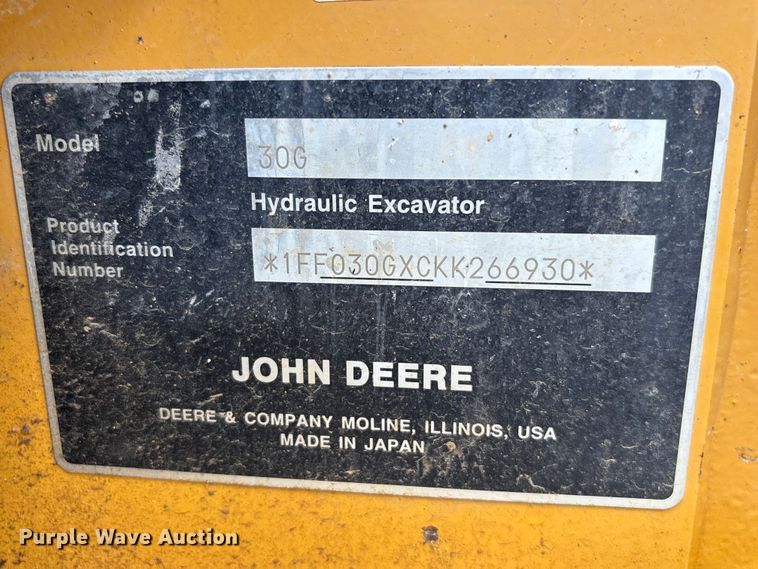 Model
30G
Hydraulic Excavator
Product
Identification
Number
*1FF030GXCKK266930*
JOHN DEERE
DEERE & COMPANY MOLINE, ILLINOIS, USA
MADE IN JAPAN
Purple Wave Auction